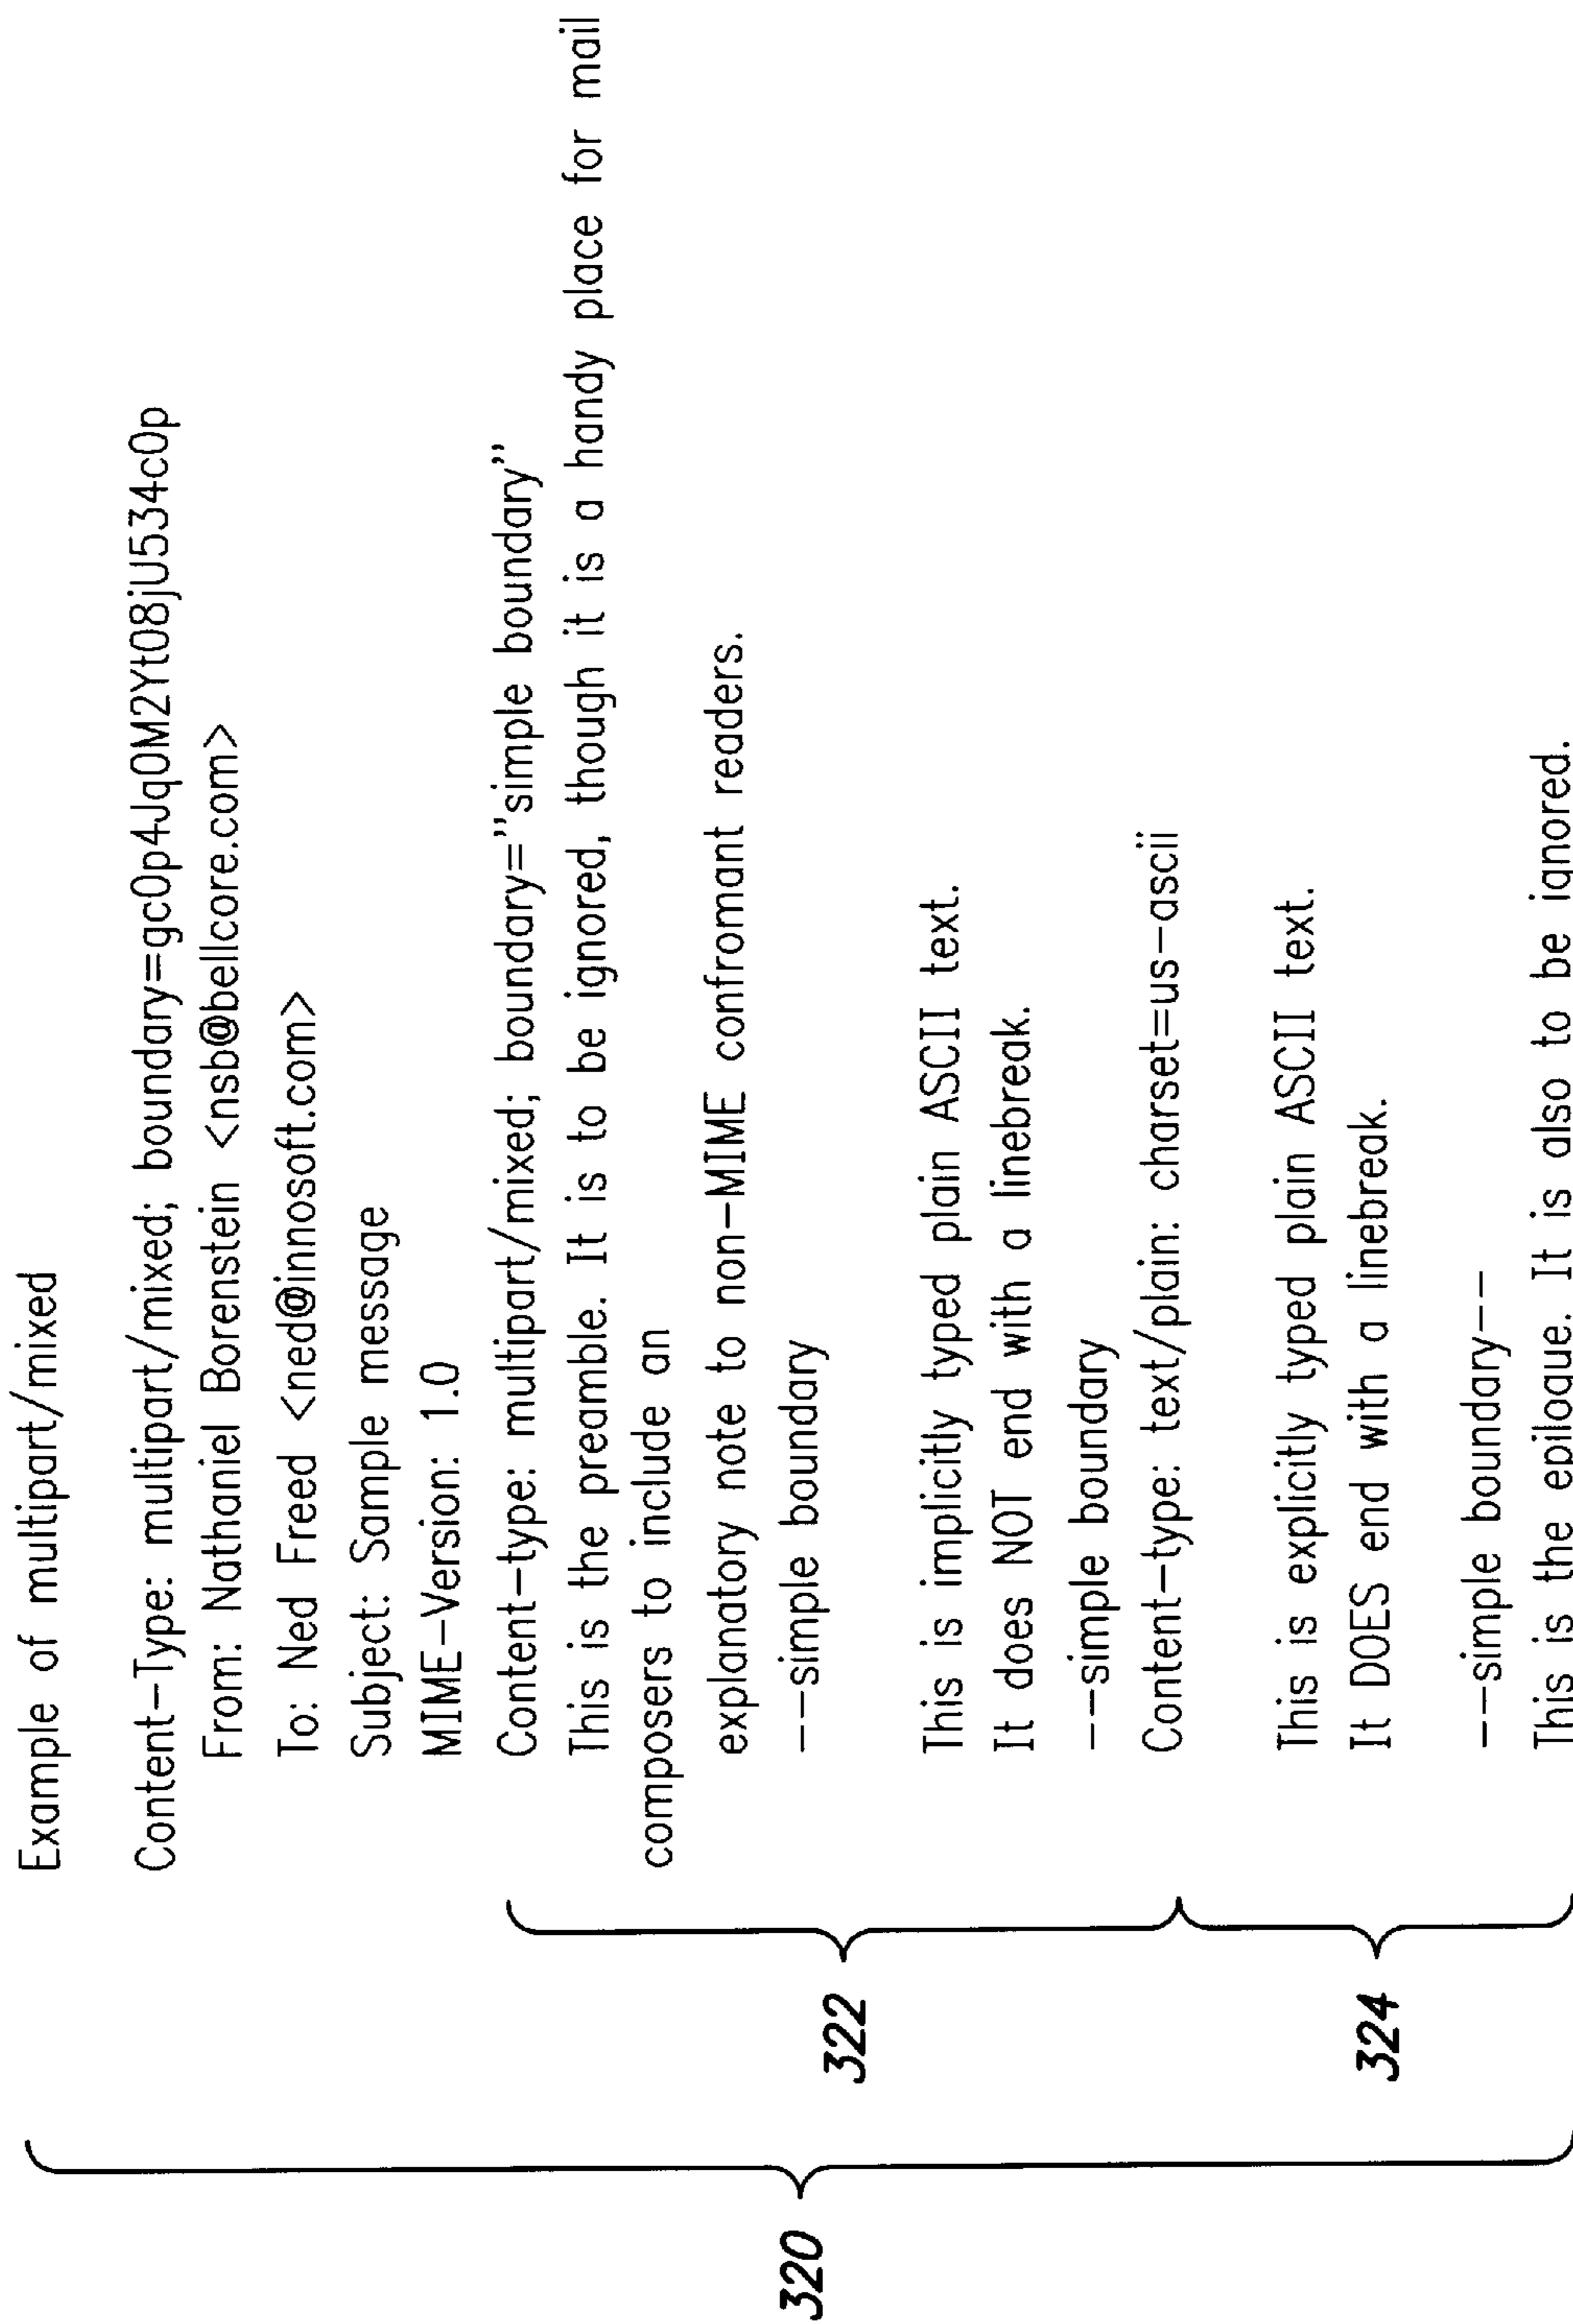 Example of multipart/mixed
Content-Type: multipart/mixed; boundary=gc0p4Jq0M2Yt08jU534c0p
From: Nathaniel Borenstein <nsb@bellcore.com>
To: Ned Freed <ned@innosoft.com>
Subject: Sample message
MIME-Version: 1.0
Content-type: multipart/mixed; boundary="simple boundary"
This is the preamble. It is to be ignored, though it is a handy place for mail
composers to include an
explanatory note to non-MIME confromant readers.
--simple boundary
This is implicitly typed plain ASCII text.
It does NOT end with a linebreak.
--simple boundary
Content-type: text/plain: charset=us-ascii
This is explicitly typed plain ASCII text.
It DOES end with a linebreak.
--simple boundary--
This is the epilogue. It is also to be ignored.
320
322
324